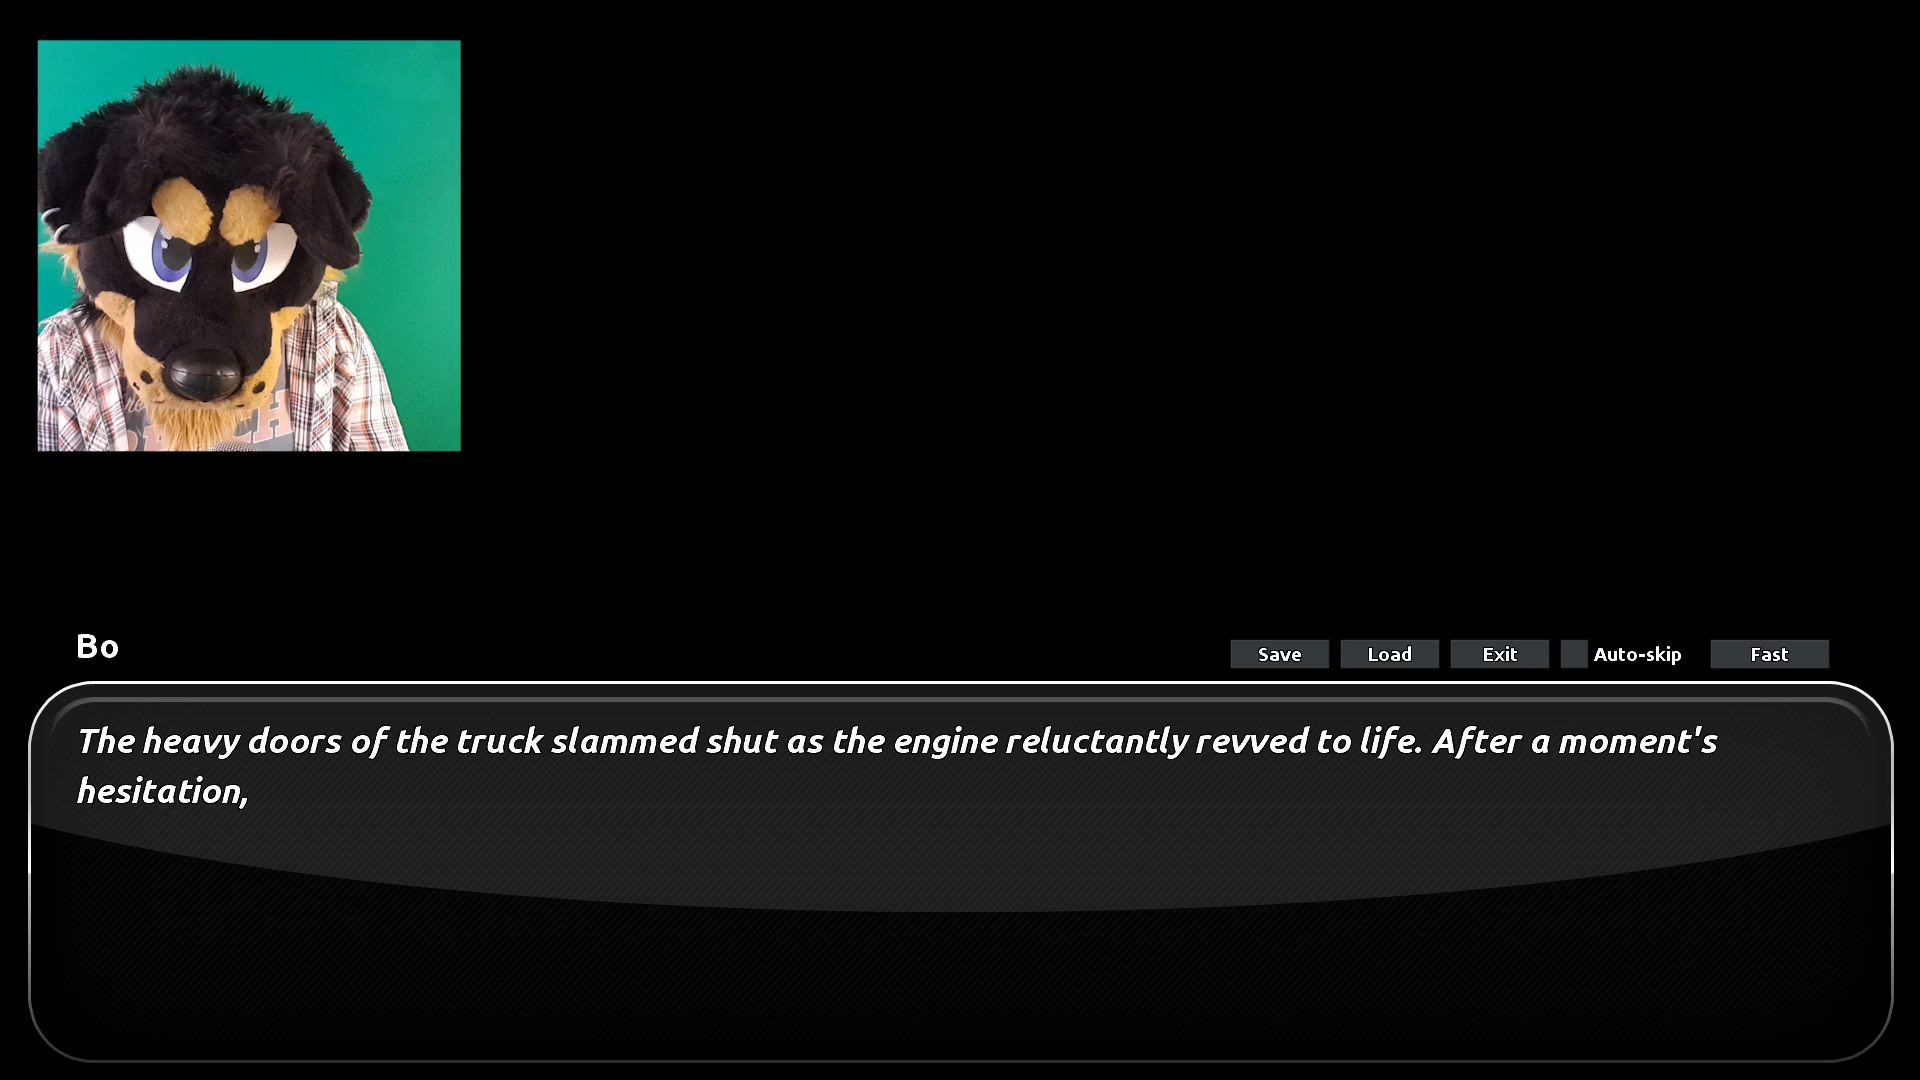 Bo
Save Load Exit Auto-skip Fast
The heavy doors of the truck slammed shut as the engine reluctantly revved to life. After a moment's
hesitation,